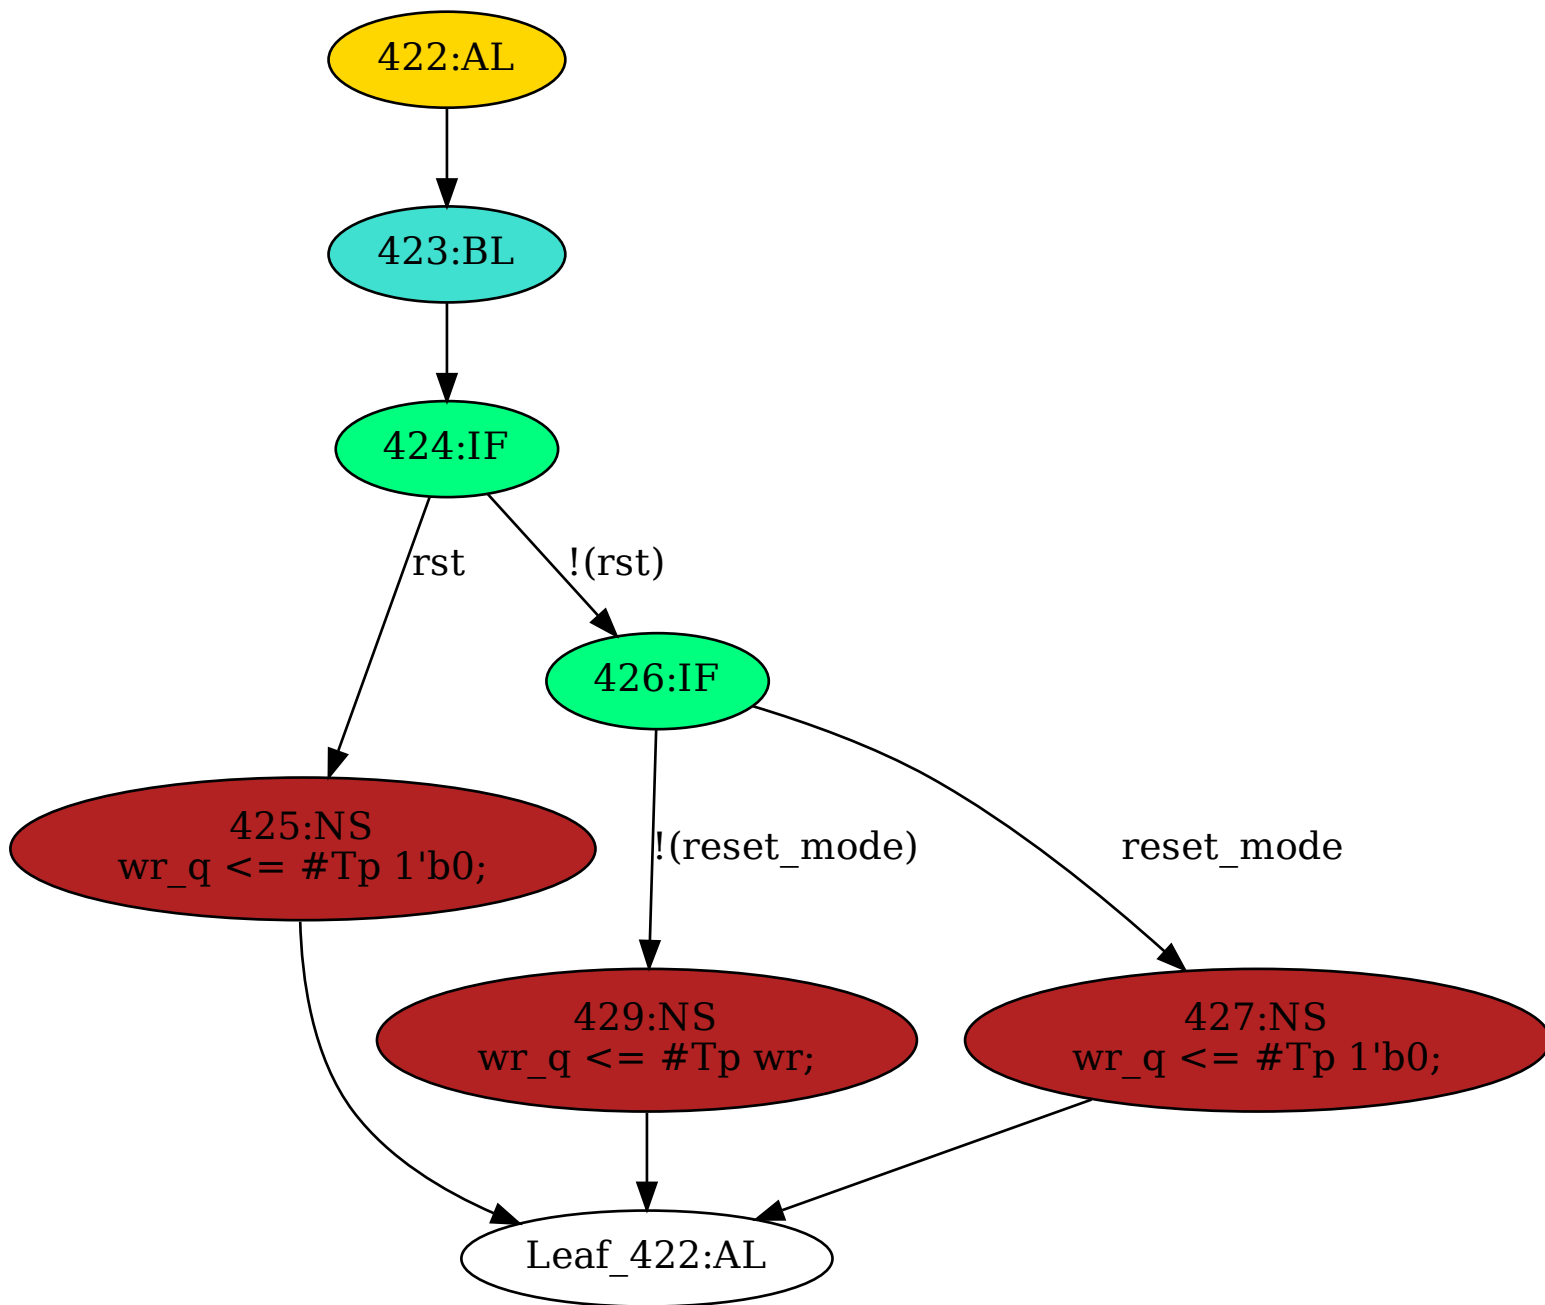 422:AL
423:BL
424:IF
rst
!(rst)
426:IF
425:NS
wr_q <= #Tp 1'b0;
!(reset_mode)
reset_mode
429:NS
wr_q <= #Tp wr;
427:NS
wr_q <= #Tp 1'b0;
Leaf_422:AL